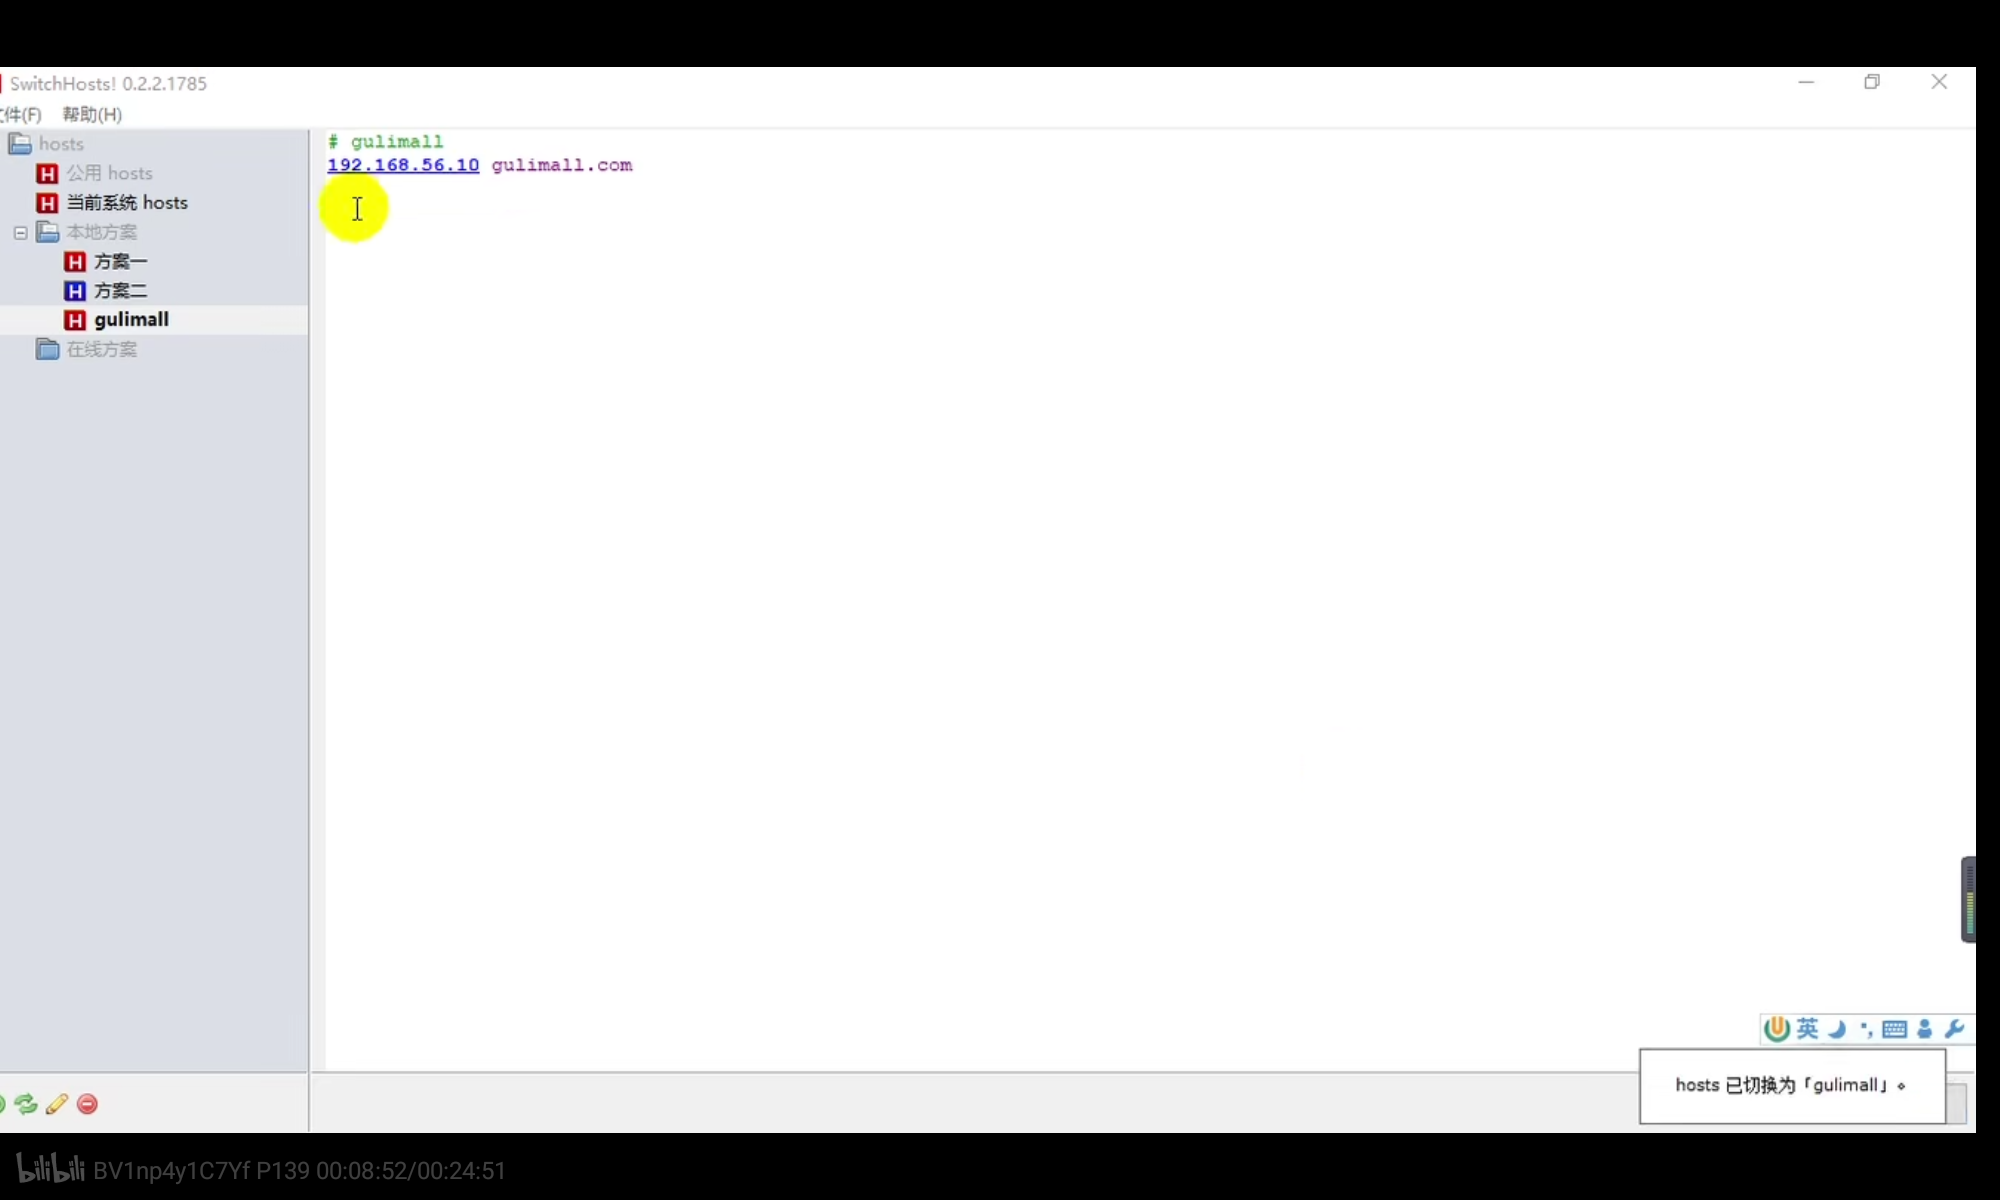 SwitchHosts! 0.2.2.1785
件(F) 帮助(H)
hosts
公用 hosts
当前系统 hosts
本地方案
方案一
方案二
gulimall
在线方案
# gulimall
192.168.56.10 gulimall.com
英
hosts 已切换为「gulimall」。
bilibili BV1np4y1C7Yf P139 00:08:52/00:24:51